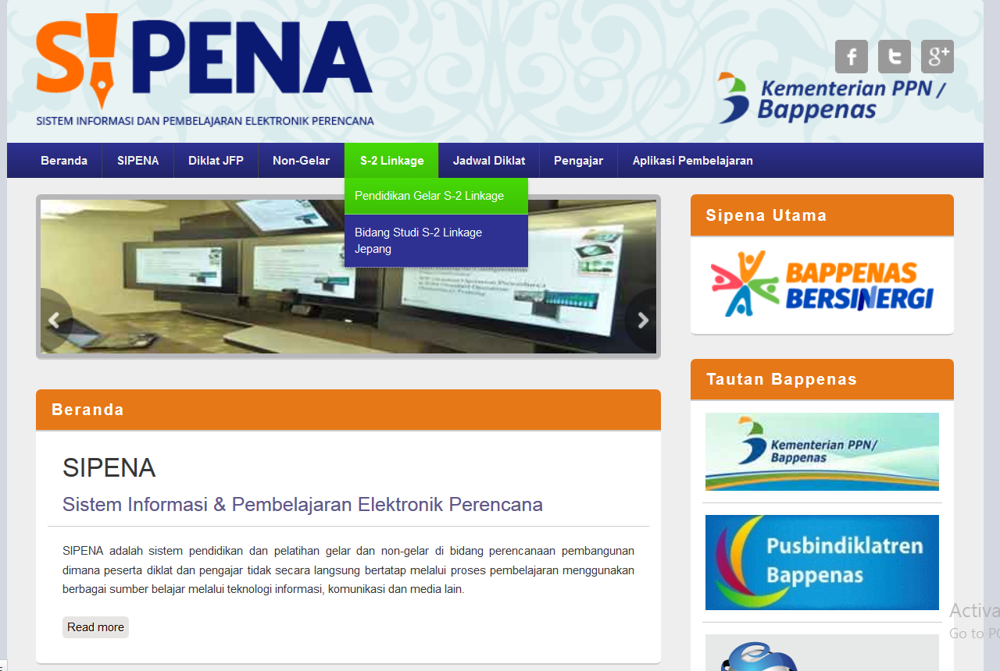 SIPENA
SISTEM INFORMASI DAN PEMBELAJARAN ELEKTRONIK PERENCANA
Kementerian PPN /
Bappenas
Beranda SIPENA Diklat JFP Non-Gelar S-2 Linkage Jadwal Diklat Pengajar Aplikasi Pembelajaran
Pendidikan Gelar S-2 Linkage
Bidang Studi S-2 Linkage
Jepang
Sipena Utama
BAPPENAS
BERSINERGI
Tautan Bappenas
Kementerian PPN/
Bappenas
Pusbindiklatren
Bappenas
Beranda
SIPENA
Sistem Informasi & Pembelajaran Elektronik Perencana
SIPENA adalah sistem pendidikan dan pelatihan gelar dan non-gelar di bidang perencanaan pembangunan
dimana peserta diklat dan pengajar tidak secara langsung bertatap melalui proses pembelajaran menggunakan
berbagai sumber belajar melalui teknologi informasi, komunikasi dan media lain.
Read more
Activa
Go to PC